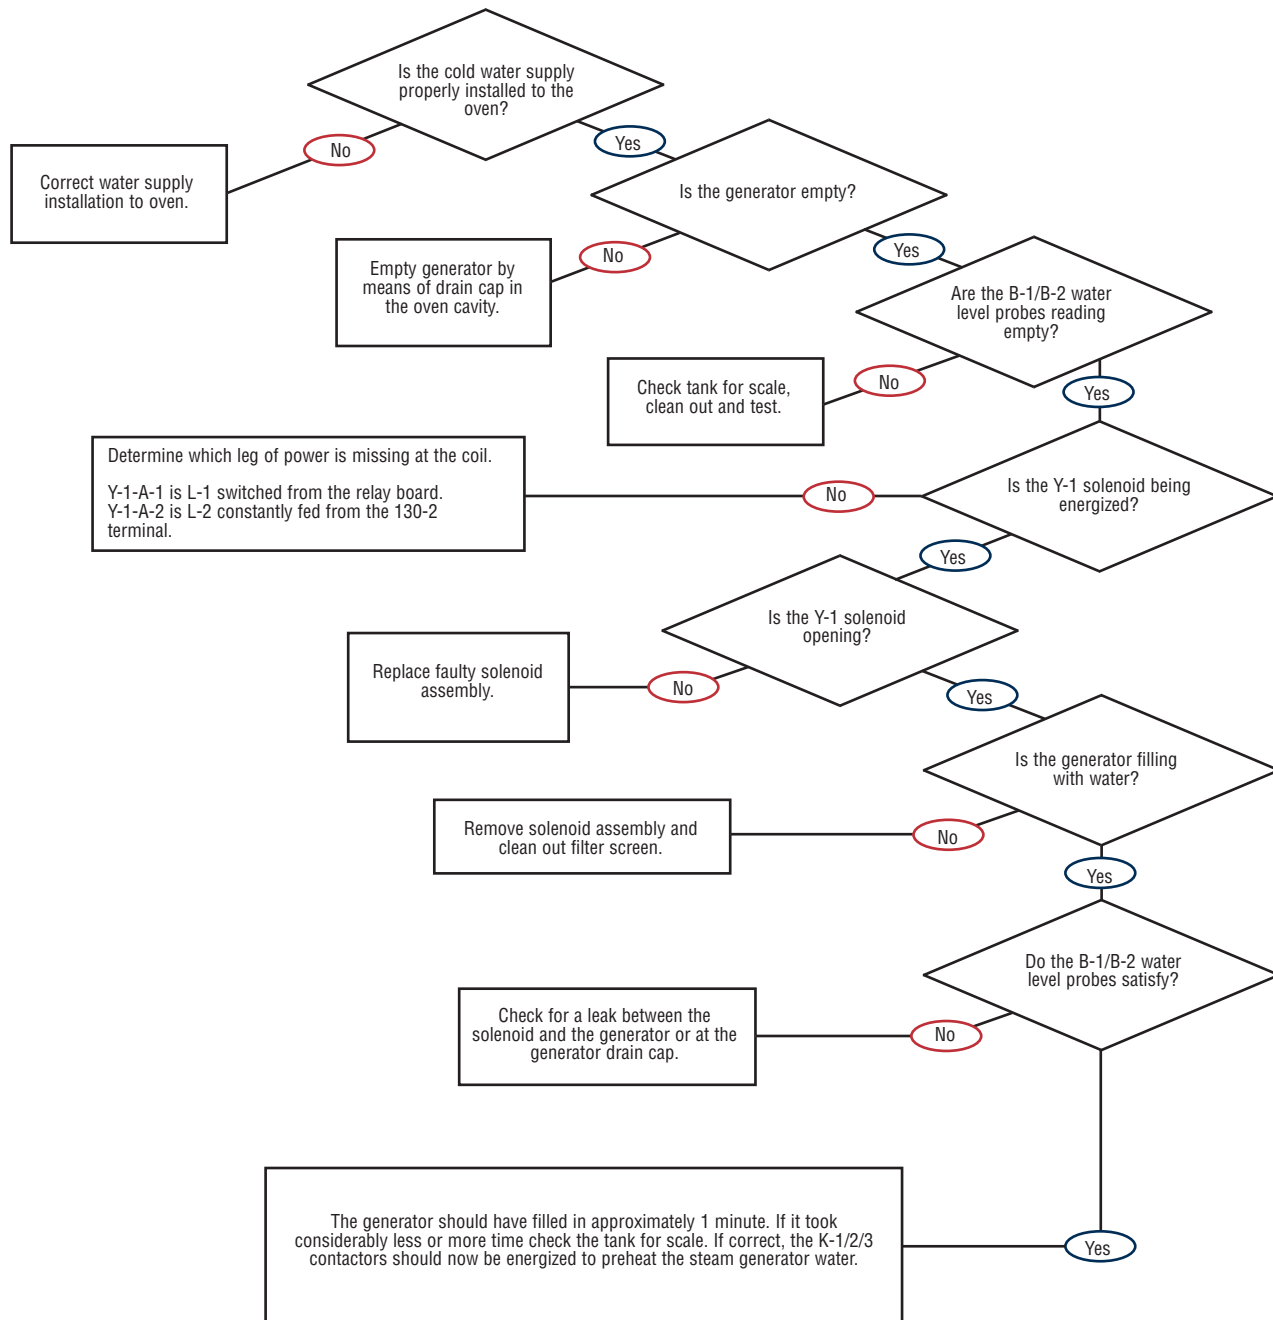 Is the cold water supply
properly installed to the
oven?
No
Yes
Correct water supply
installation to oven.
Is the generator empty?
No
Yes
Empty generator by
means of drain cap in
the oven cavity.
Are the B-1/B-2 water
level probes reading
empty?
No
Yes
Check tank for scale,
clean out and test.
Determine which leg of power is missing at the coil.
Y-1-A-1 is L-1 switched from the relay board.
Y-1-A-2 is L-2 constantly fed from the 130-2
terminal.
No
Is the Y-1 solenoid being
energized?
Yes
Is the Y-1 solenoid
opening?
Replace faulty solenoid
assembly.
No
Yes
Is the generator filling
with water?
Remove solenoid assembly and
clean out filter screen.
No
Yes
Do the B-1/B-2 water
level probes satisfy?
Check for a leak between the
solenoid and the generator or at the
generator drain cap.
No
The generator should have filled in approximately 1 minute. If it took
considerably less or more time check the tank for scale. If correct, the K-1/2/3
contactors should now be energized to preheat the steam generator water.
Yes